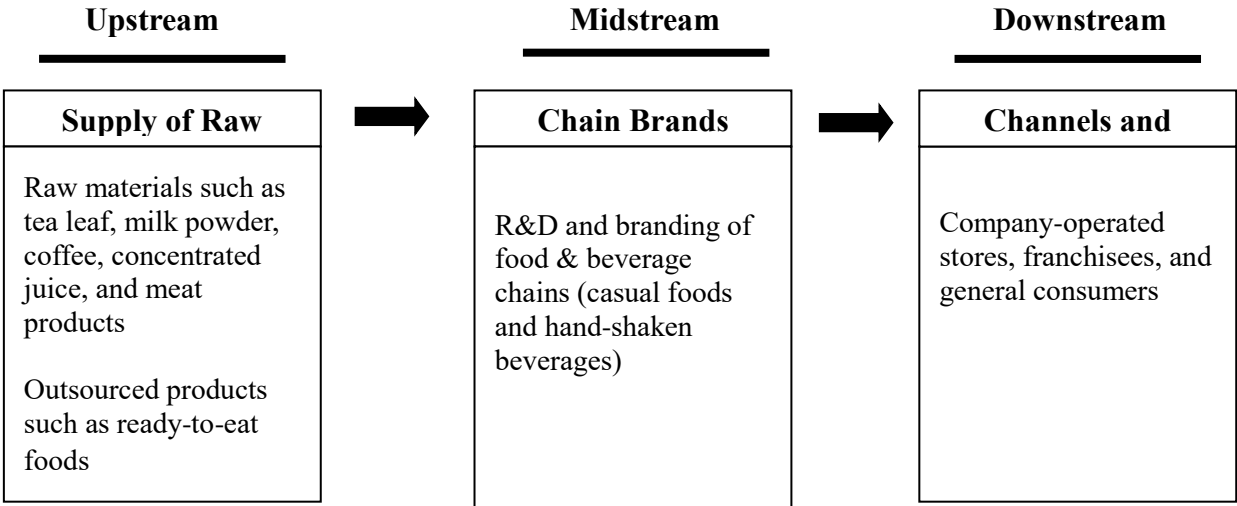 Upstream
Midstream
Downstream
Supply of Raw
Raw materials such as
tea leaf, milk powder,
coffee, concentrated
juice, and meat
products
Outsourced products
such as ready-to-eat
foods
Chain Brands
R&D and branding of
food & beverage
chains (casual foods
and hand-shaken
beverages)
Channels and
Company-operated
stores, franchisees, and
general consumers